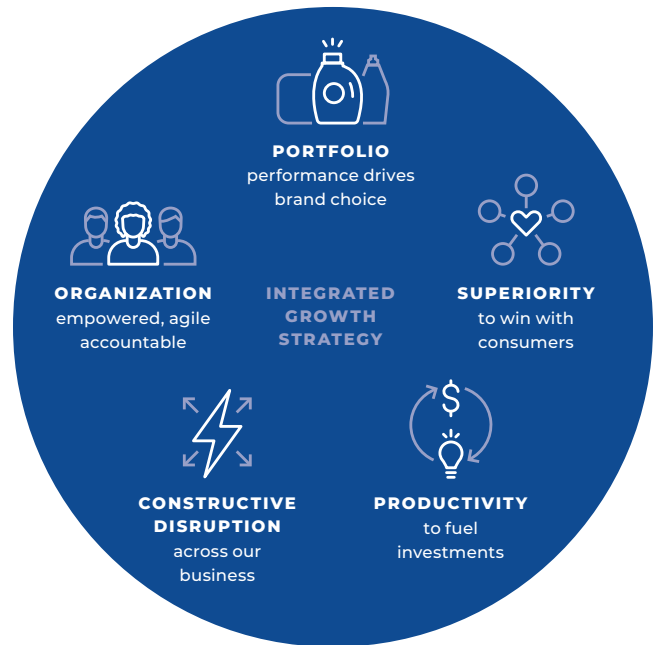 PORTFOLIO
performance drives
brand choice
SUPERIORITY
to win with
consumers
PRODUCTIVITY
to fuel
investments
CONSTRUCTIVE
DISRUPTION
across our
business
ORGANIZATION
empowered, agile
accountable
INTEGRATED
GROWTH
STRATEGY
$